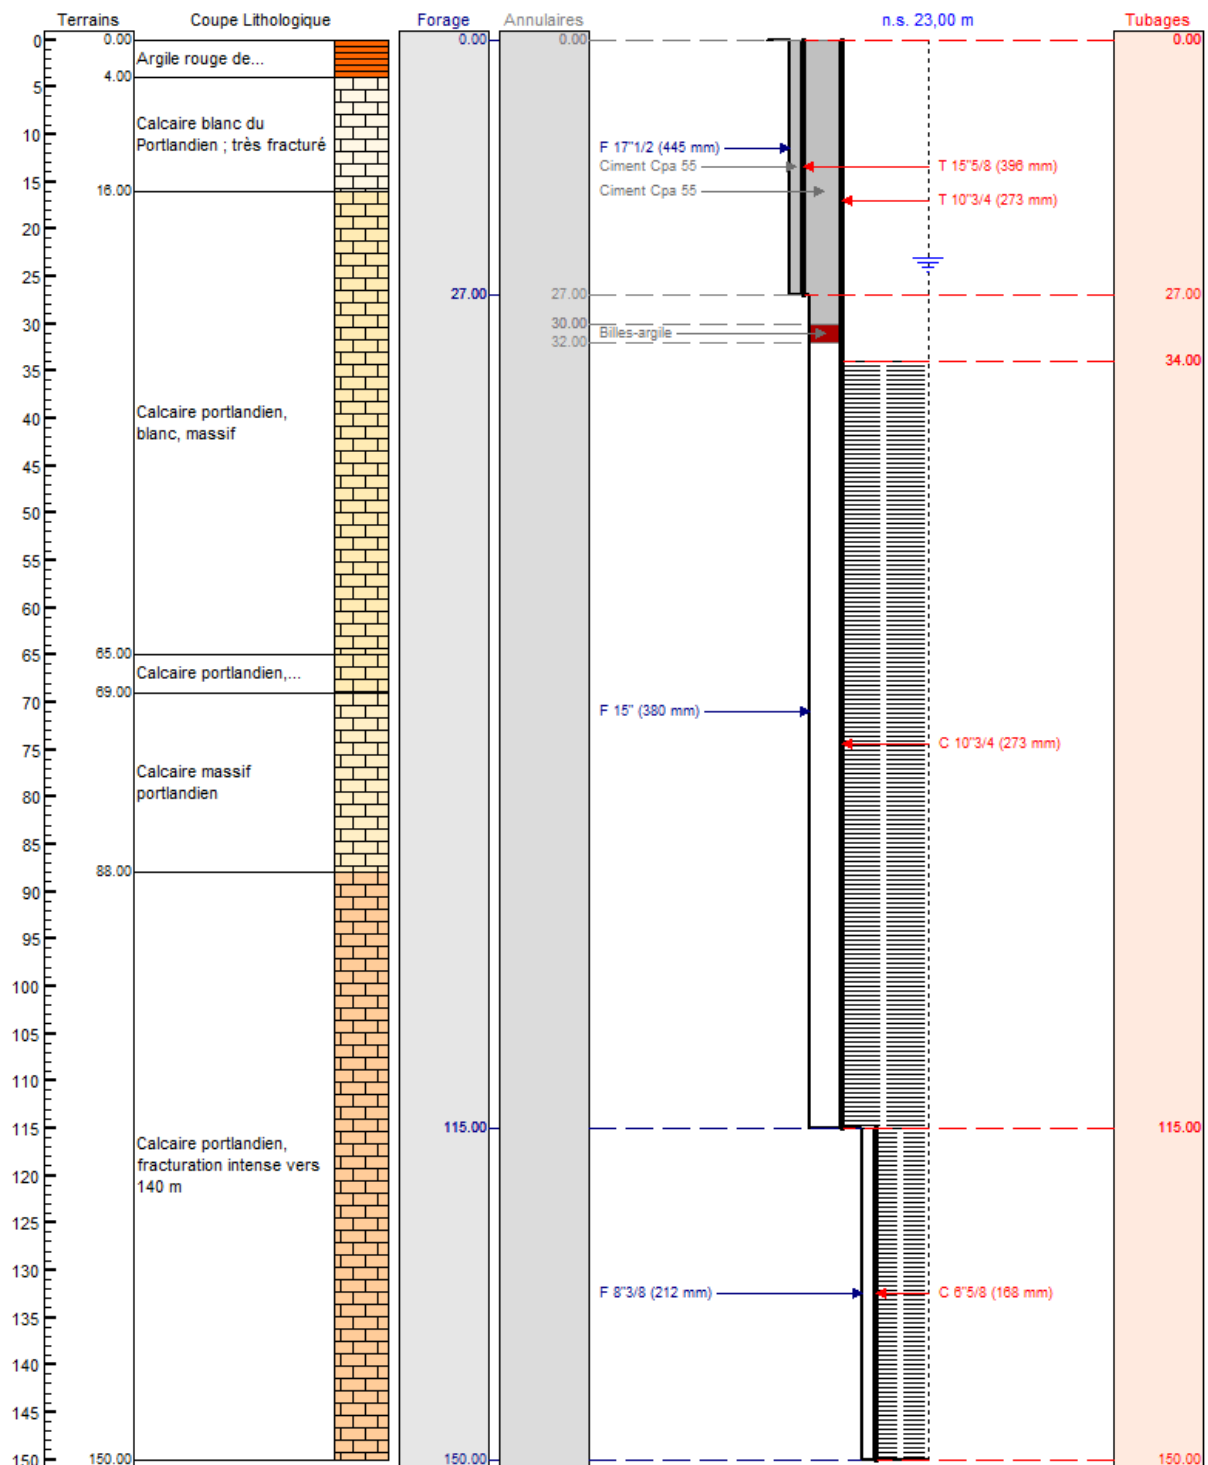 Terrains Coupe Lithologique Forage Annulaires n.s. 23,00 m Tubages
0 0.00 0.00 0.00 0.00
Argile rouge de...
4.00
5
Calcaire blanc du
Portlandien ; très fracturé
10
F 17"1/2 (445 mm)
Ciment Cpa 55 T 15"5/8 (396 mm)
15
16.00 Ciment Cpa 55 T 10"3/4 (273 mm)
20
25
27.00 27.00 27.00
30 30.00
Billes-argile
32.00
34.00
35
Calcaire portlandien,
blanc, massif
40
45
50
55
60
65 65.00
Calcaire portlandien,...
69.00
70
F 15" (380 mm)
75 C 10"3/4 (273 mm)
Calcaire massif
portlandien
80
85
88.00
90
95
100
105
110
115 115.00 115.00
Calcaire portlandien,
fracturation intense vers
140 m
120
125
130
F 8"3/8 (212 mm) C 6"5/8 (168 mm)
135
140
145
150 150.00 150.00 150.00